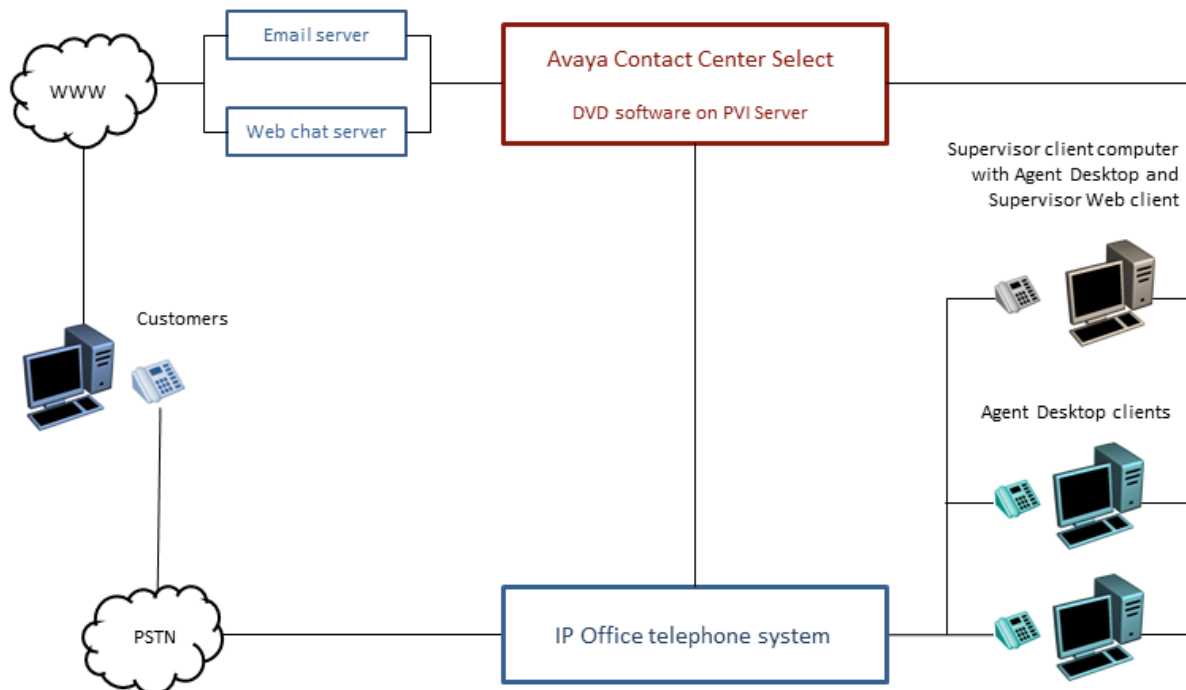 Email server
WWW
Web chat server
Avaya Contact Center Select
DVD software on PVI Server
Supervisor client computer
with Agent Desktop and
Supervisor Web client
Customers
Agent Desktop clients
PSTN
IP Office telephone system